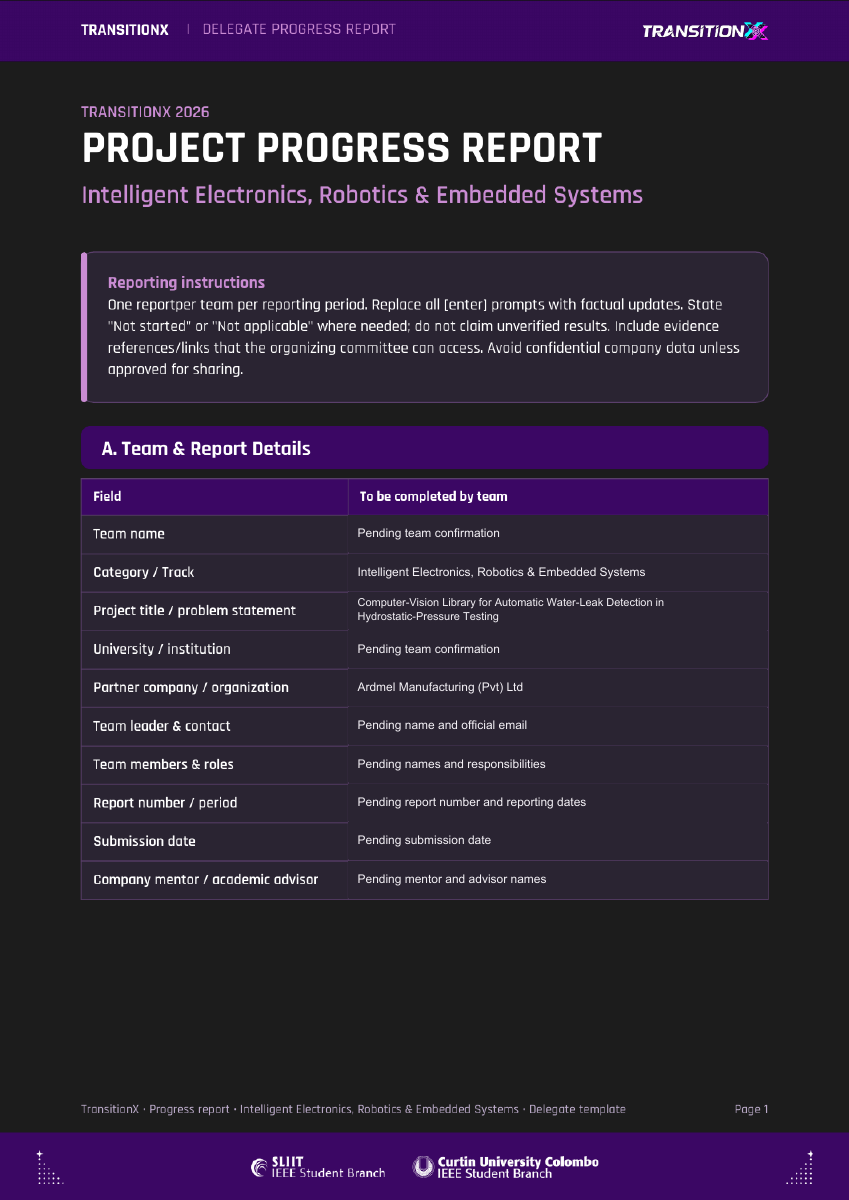 TRANSITIONX | DELEGATE PROGRESS REPORT
TRANSITIONX
TRANSITIONX 2026
PROJECT PROGRESS REPORT
Intelligent Electronics, Robotics & Embedded Systems
Reporting instructions
One reportper team per reporting period. Replace all [enter] prompts with factual updates. State
"Not started" or "Not applicable" where needed; do not claim unverified results. Include evidence
references/links that the organizing committee can access. Avoid confidential company data unless
approved for sharing.
A. Team & Report Details
Field To be completed by team
Team name Pending team confirmation
Category / Track Intelligent Electronics, Robotics & Embedded Systems
Project title / problem statement Computer-Vision Library for Automatic Water-Leak Detection in
Hydrostatic-Pressure Testing
University / institution Pending team confirmation
Partner company / organization Ardmel Manufacturing (Pvt) Ltd
Team leader & contact Pending name and official email
Team members & roles Pending names and responsibilities
Report number / period Pending report number and reporting dates
Submission date Pending submission date
Company mentor / academic advisor Pending mentor and advisor names
TransitionX · Progress report · Intelligent Electronics, Robotics & Embedded Systems · Delegate template Page 1
SLIIT
IEEE Student Branch
Curtin University Colombo
IEEE Student Branch